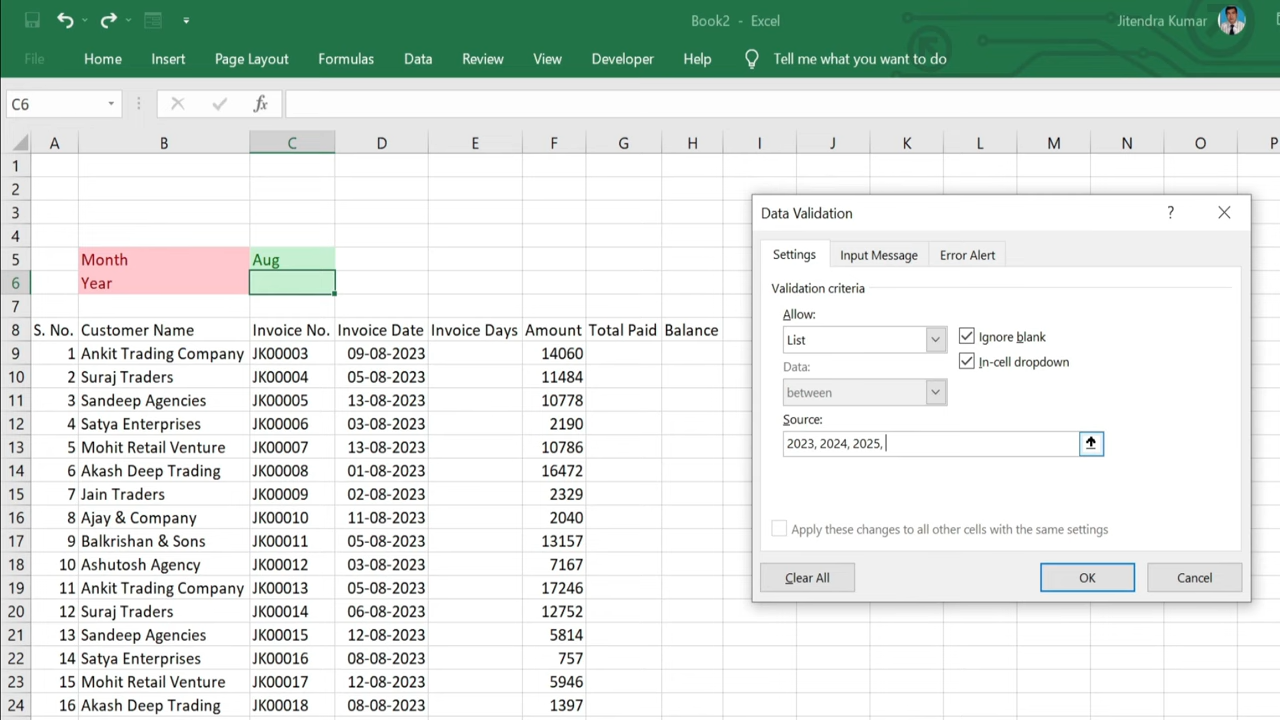 Book2 - Excel
Jitendra Kumar
File Home Insert Page Layout Formulas Data Review View Developer Help Tell me what you want to do
C6 fx
A B C D E F G H I J K L M N O P
1
2
3
4
5 Month Aug
6 Year
7
8 S. No. Customer Name Invoice No. Invoice Date Invoice Days Amount Total Paid Balance
9 1 Ankit Trading Company JK00003 09-08-2023 14060
10 2 Suraj Traders JK00004 05-08-2023 11484
11 3 Sandeep Agencies JK00005 13-08-2023 10778
12 4 Satya Enterprises JK00006 03-08-2023 2190
13 5 Mohit Retail Venture JK00007 13-08-2023 10786
14 6 Akash Deep Trading JK00008 01-08-2023 16472
15 7 Jain Traders JK00009 02-08-2023 2329
16 8 Ajay & Company JK00010 11-08-2023 2040
17 9 Balkrishan & Sons JK00011 05-08-2023 13157
18 10 Ashutosh Agency JK00012 03-08-2023 7167
19 11 Ankit Trading Company JK00013 05-08-2023 17246
20 12 Suraj Traders JK00014 06-08-2023 12752
21 13 Sandeep Agencies JK00015 12-08-2023 5814
22 14 Satya Enterprises JK00016 08-08-2023 757
23 15 Mohit Retail Venture JK00017 12-08-2023 5946
24 16 Akash Deep Trading JK00018 08-08-2023 1397
Data Validation ?
Settings Input Message Error Alert
Validation criteria
Allow:
List
Ignore blank
In-cell dropdown
Data:
between
Source:
2023, 2024, 2025,
Apply these changes to all other cells with the same settings
Clear All OK Cancel